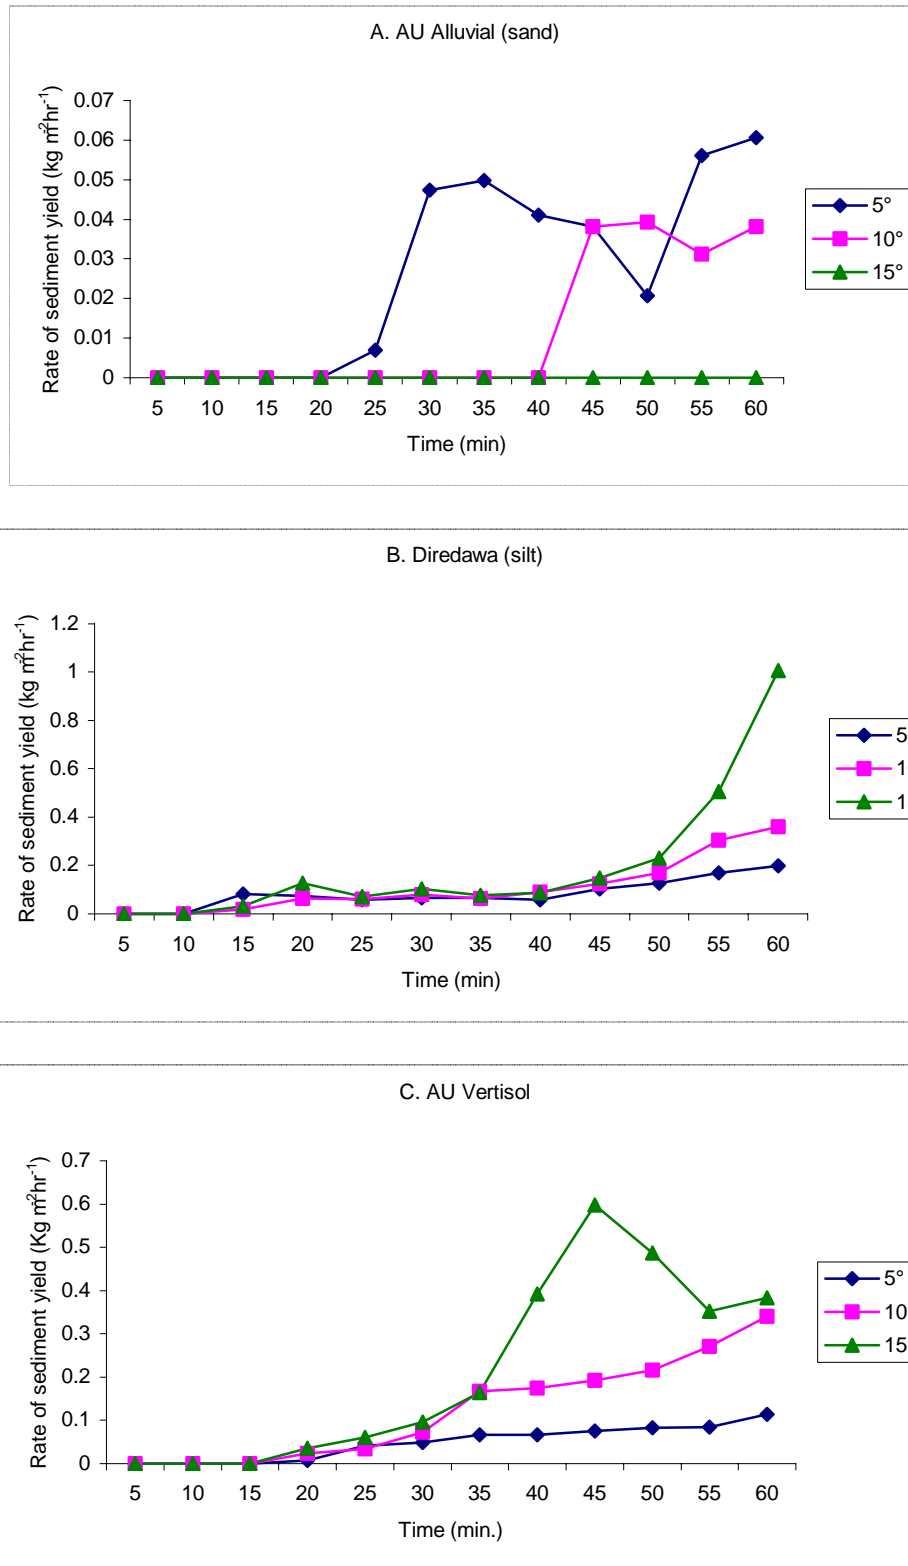 A. AU Alluvial (sand)
Rate of sediment yield (kg m⁻²hr⁻¹)
0.07
0.06
0.05
0.04
0.03
0.02
0.01
0
5 10 15 20 25 30 35 40 45 50 55 60
Time (min)
5°
10°
15°
B. Diredawa (silt)
Rate of sediment yield (kg m⁻²hr⁻¹)
1.2
1
0.8
0.6
0.4
0.2
0
5 10 15 20 25 30 35 40 45 50 55 60
Time (min)
5
1
1
C. AU Vertisol
Rate of sediment yield (Kg m⁻²hr⁻¹)
0.7
0.6
0.5
0.4
0.3
0.2
0.1
0
5 10 15 20 25 30 35 40 45 50 55 60
Time (min.)
5°
10
15